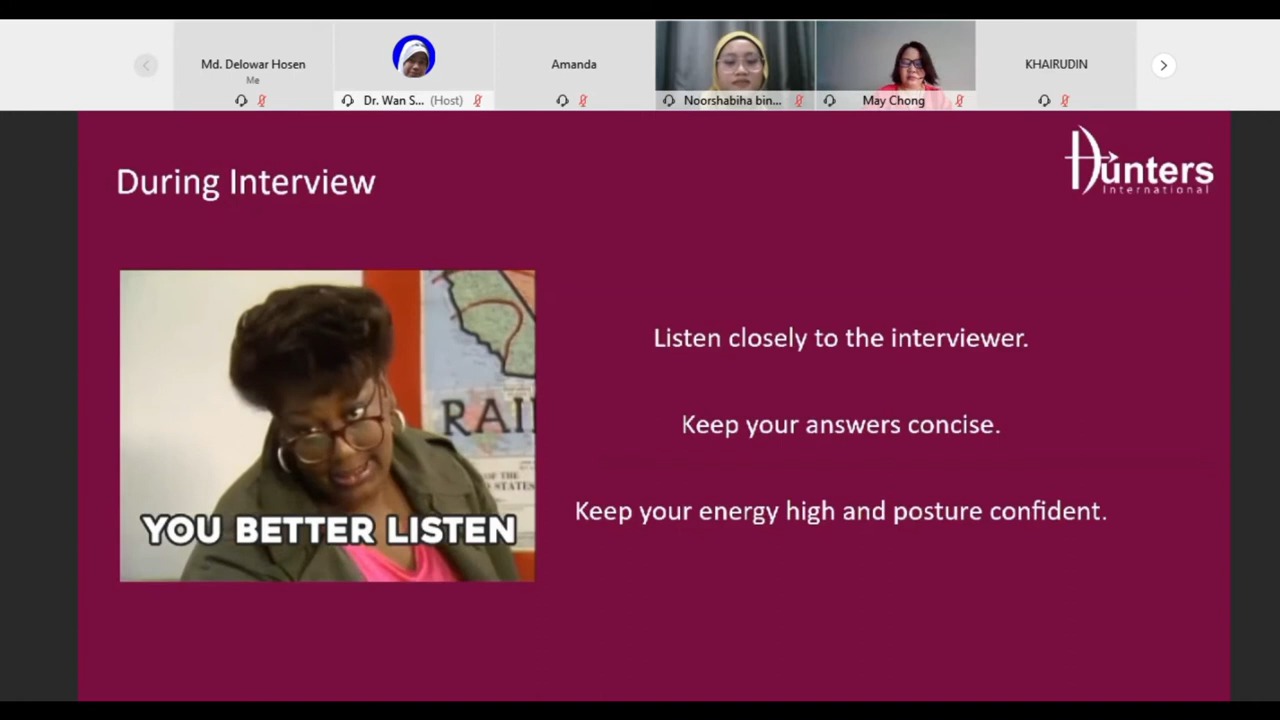 Md. Delowar Hosen
Me
Dr. Wan S... (Host)
Amanda
Noorshabiha bin...
May Chong
KHAIRUDIN
During Interview
Hunters
International
RAI
OF THE
STATES
YOU BETTER LISTEN
Listen closely to the interviewer.
Keep your answers concise.
Keep your energy high and posture confident.